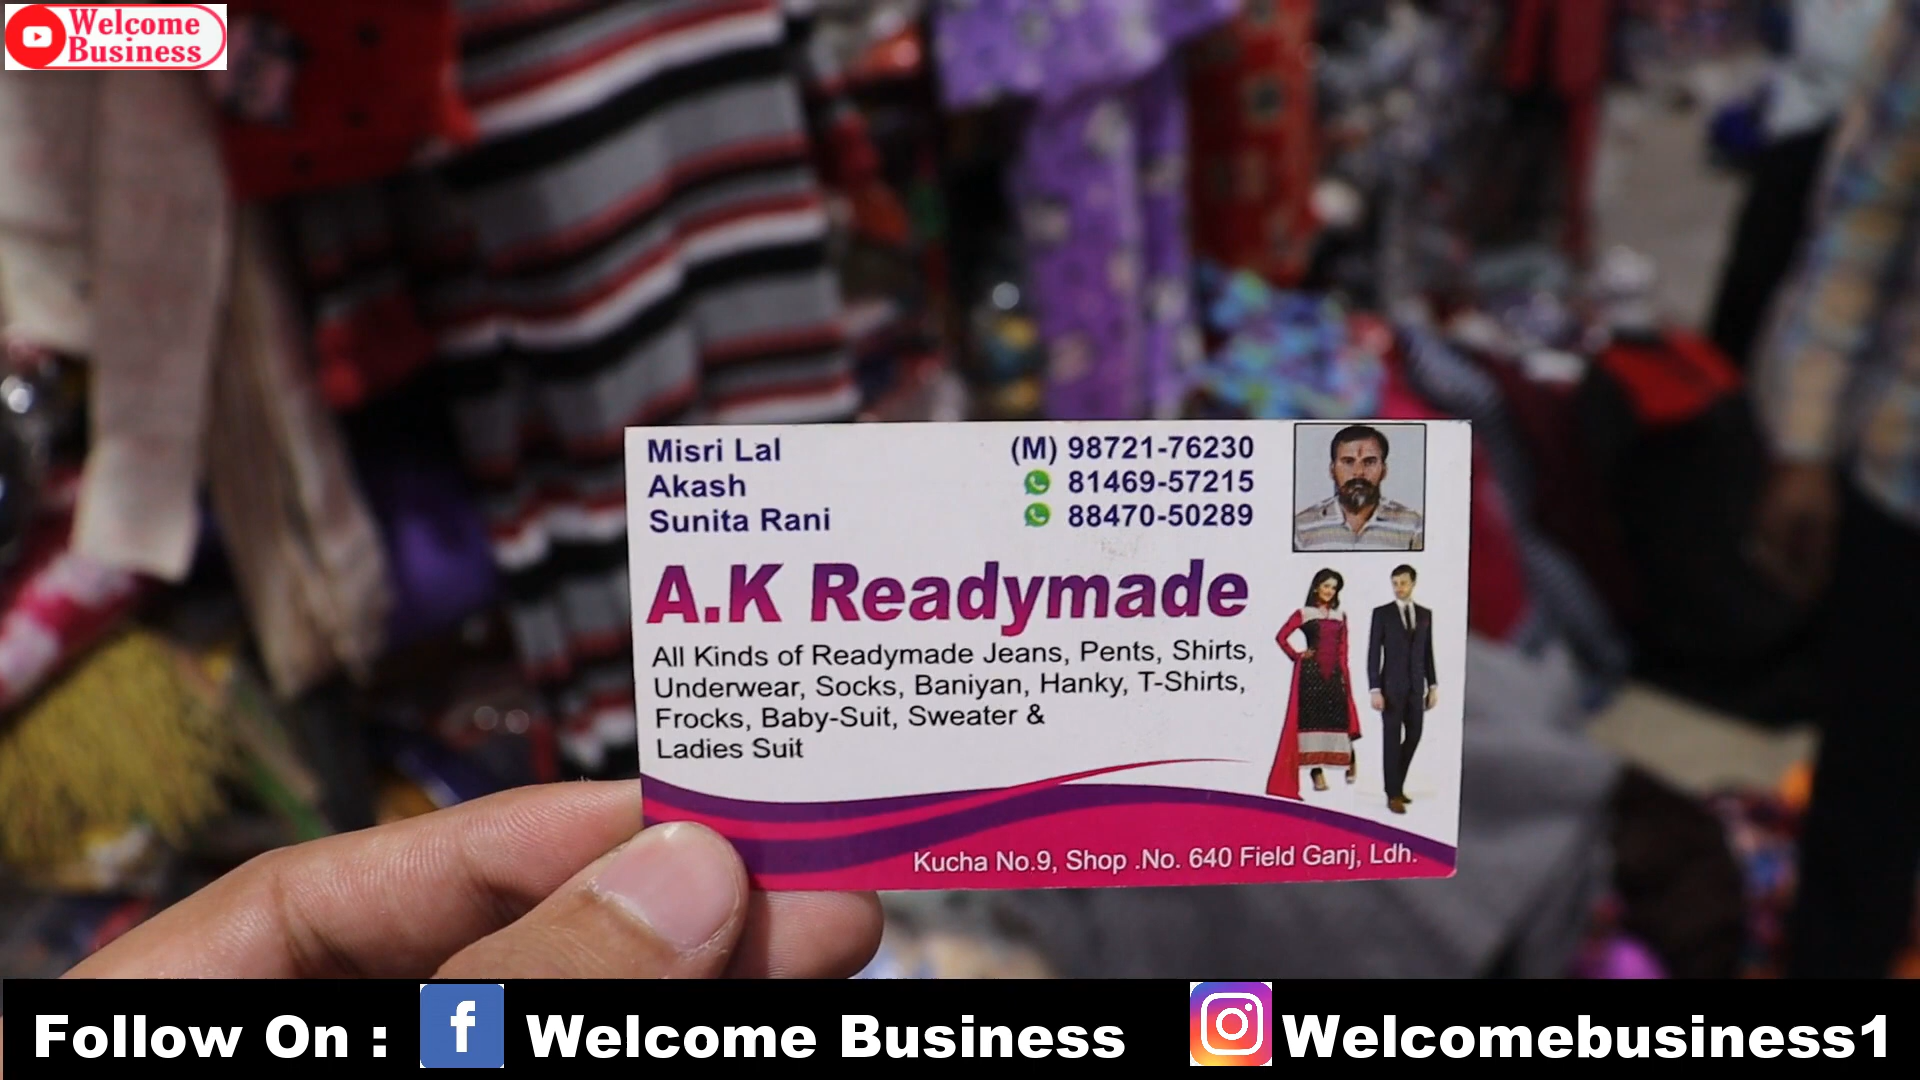 Welcome
Business
Misri Lal (M) 98721-76230
Akash 81469-57215
Sunita Rani 88470-50289
A.K Readymade
All Kinds of Readymade Jeans, Pents, Shirts,
Underwear, Socks, Baniyan, Hanky, T-Shirts,
Frocks, Baby-Suit, Sweater &
Ladies Suit
Kucha No.9, Shop .No. 640 Field Ganj, Ldh.
Follow On : f Welcome Business Welcomebusiness1